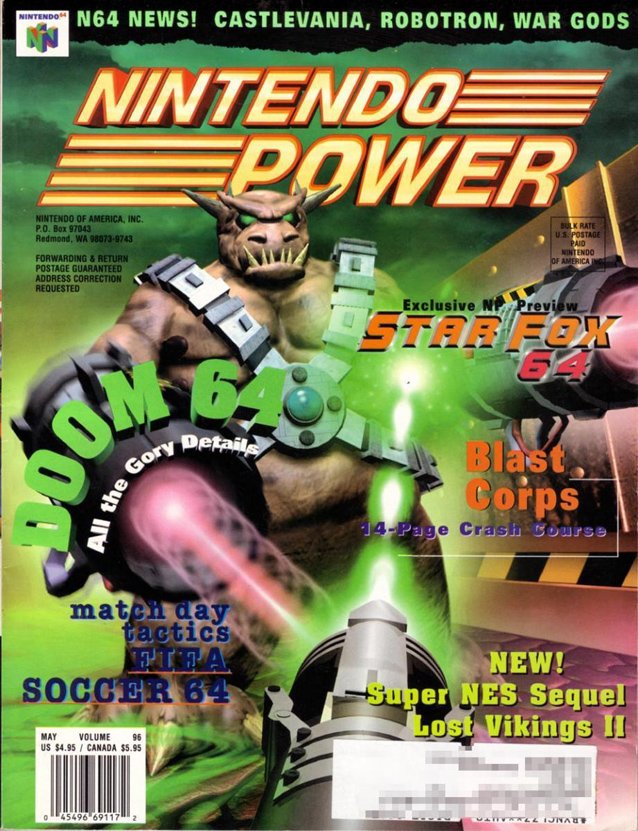 NINTENDO64
N64 NEWS! CASTLEVANIA, ROBOTRON, WAR GODS
NINTENDO
POWER
NINTENDO OF AMERICA, INC.
P.O. Box 97043
Redmond, WA 98073-9743
FORWARDING & RETURN
POSTAGE GUARANTEED
ADDRESS CORRECTION
REQUESTED
BULK RATE
U.S. POSTAGE
PAID
NINTENDO
OF AMERICA INC
Exclusive NP Preview
STAR FOX
64
DOOM 64
All the Gory Details
Blast
Corps
14-Page Crash Course
match day
tactics
FIFA
SOCCER 64
NEW!
Super NES Sequel
Lost Vikings II
MAY VOLUME 96
US $4.95 / CANADA $5.95
0 45496 69117 2